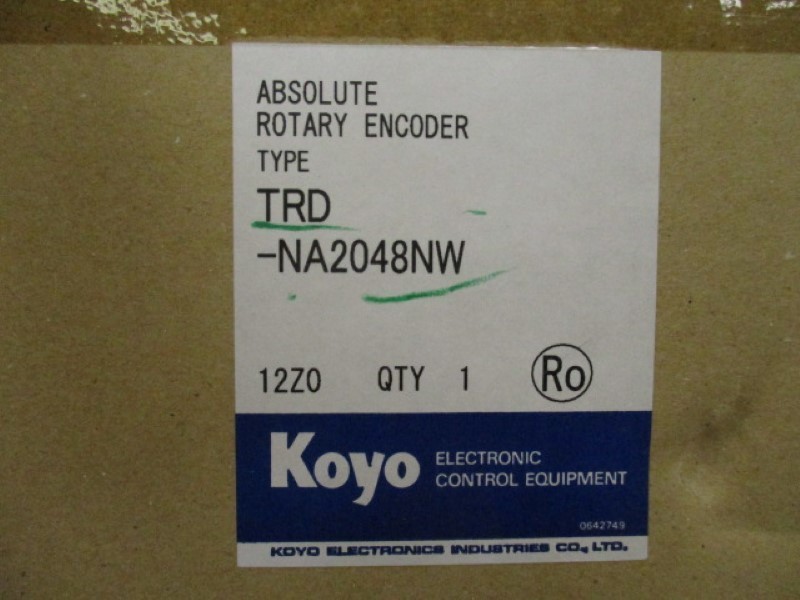 ABSOLUTE
ROTARY ENCODER
TYPE
TRD
-NA2048NW
12Z0 QTY 1 Ro
Koyo ELECTRONIC
CONTROL EQUIPMENT
0642749
KOYO ELECTRONICS INDUSTRIES CO., LTD.